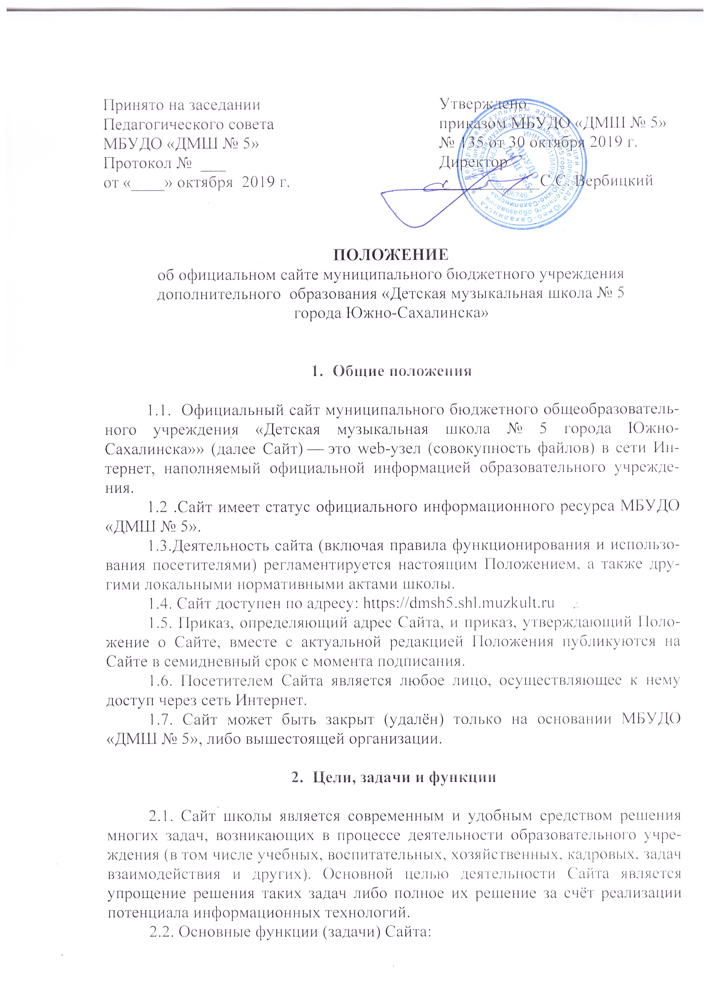 Принято на заседании
Педагогического совета
МБУДО «ДМШ № 5»
Протокол № ___
от «____» октября 2019 г.
Утверждено
приказом МБУДО «ДМШ № 5»
№ 135 от 30 октября 2019 г.
Директор
____________С.С. Вербицкий
МБУДО
«ДМШ №5»
ПОЛОЖЕНИЕ
об официальном сайте муниципального бюджетного учреждения
дополнительного образования «Детская музыкальная школа № 5
города Южно-Сахалинска»
1. Общие положения
1.1. Официальный сайт муниципального бюджетного общеобразователь-
ного учреждения «Детская музыкальная школа № 5 города Южно-
Сахалинска»» (далее Сайт) — это web-узел (совокупность файлов) в сети Ин-
тернет, наполняемый официальной информацией образовательного учрежде-
ния.
1.2 .Сайт имеет статус официального информационного ресурса МБУДО
«ДМШ № 5».
1.3.Деятельность сайта (включая правила функционирования и использо-
вания посетителями) регламентируется настоящим Положением, а также дру-
гими локальными нормативными актами школы.
1.4. Сайт доступен по адресу: https://dmsh5.shl.muzkult.ru
1.5. Приказ, определяющий адрес Сайта, и приказ, утверждающий Поло-
жение о Сайте, вместе с актуальной редакцией Положения публикуются на
Сайте в семидневный срок с момента подписания.
1.6. Посетителем Сайта является любое лицо, осуществляющее к нему
доступ через сеть Интернет.
1.7. Сайт может быть закрыт (удалён) только на основании МБУДО
«ДМШ № 5», либо вышестоящей организации.
2. Цели, задачи и функции
2.1. Сайт школы является современным и удобным средством решения
многих задач, возникающих в процессе деятельности образовательного учре-
ждения (в том числе учебных, воспитательных, хозяйственных, кадровых, задач
взаимодействия и других). Основной целью деятельности Сайта является
упрощение решения таких задач либо полное их решение за счёт реализации
потенциала информационных технологий.
2.2. Основные функции (задачи) Сайта: